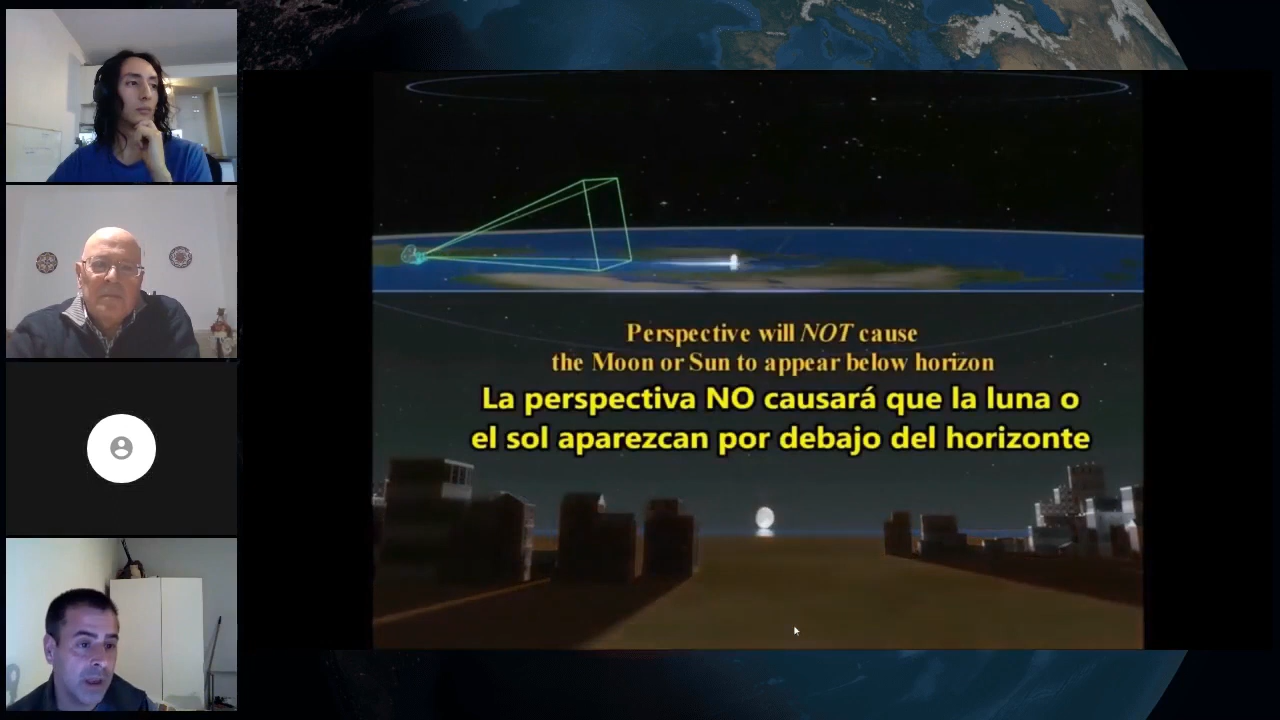 Perspective will NOT cause
the Moon or Sun to appear below horizon
La perspectiva NO causará que la luna o
el sol aparezcan por debajo del horizonte